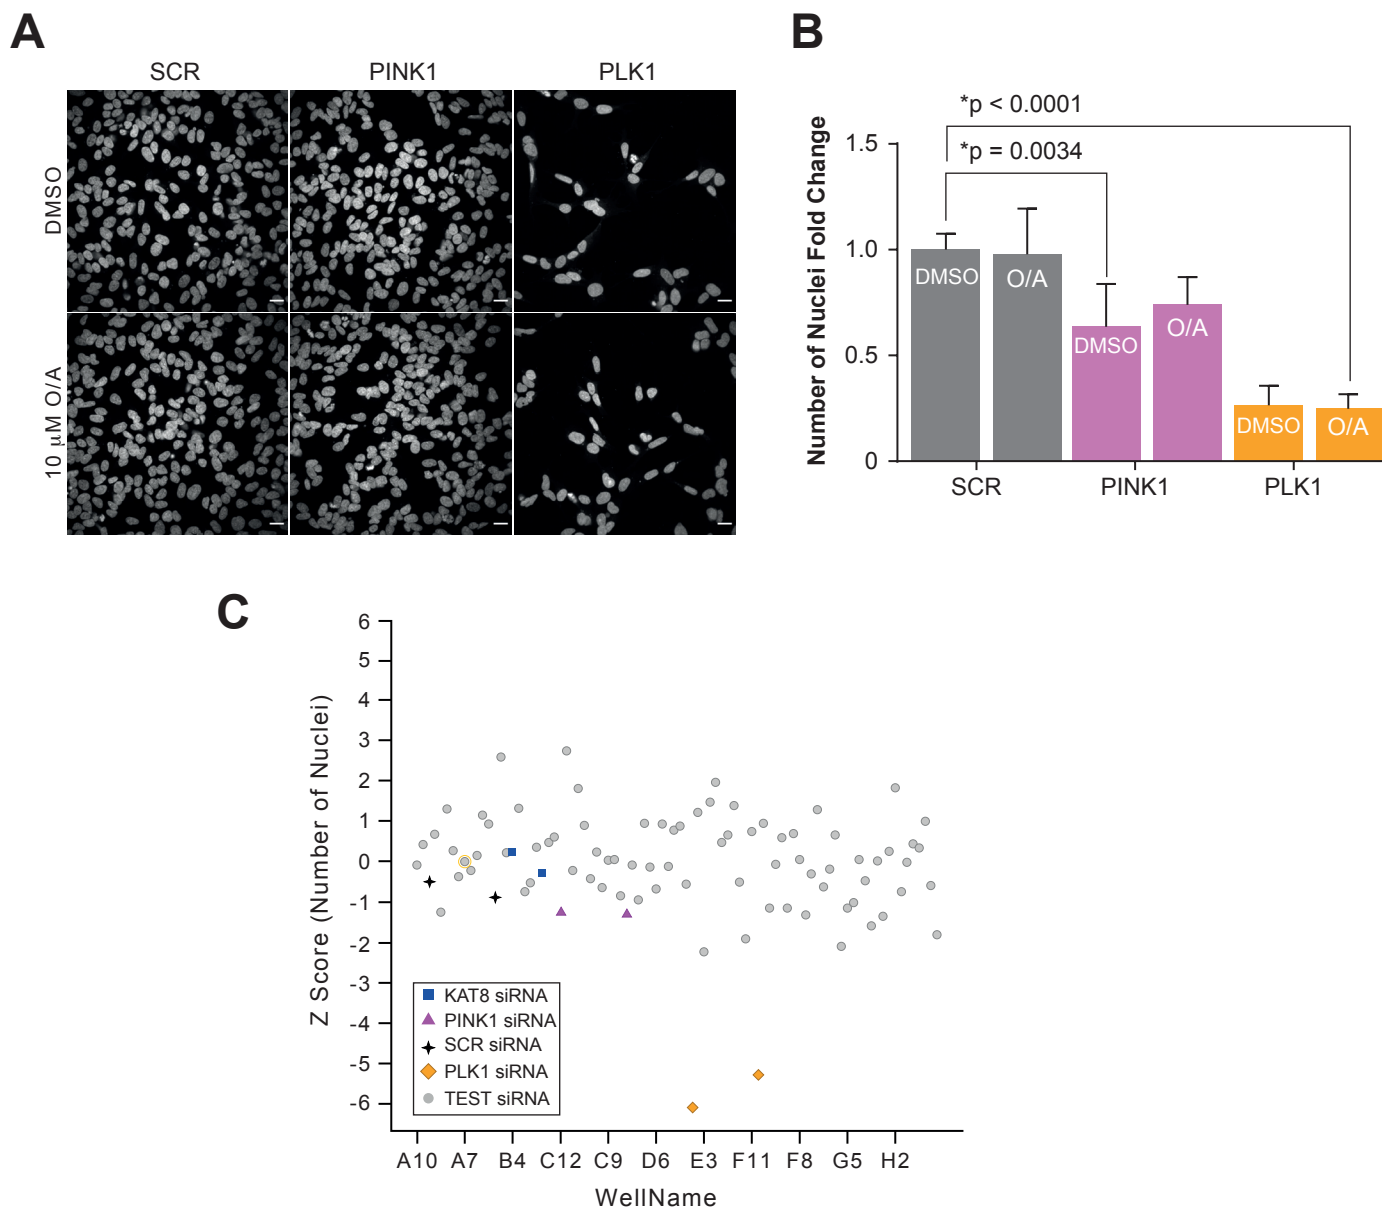 A
SCR PINK1 PLK1
DMSO
10 μM O/A
B
*p < 0.0001
*p = 0.0034
Number of Nuclei Fold Change
1.5
1.0
0.5
0
DMSO O/A DMSO O/A DMSO O/A
SCR PINK1 PLK1
C
Z Score (Number of Nuclei)
6
5
4
3
2
1
0
-1
-2
-3
-4
-5
-6
KAT8 siRNA
PINK1 siRNA
SCR siRNA
PLK1 siRNA
TEST siRNA
A10 A7 B4 C12 C9 D6 E3 F11 F8 G5 H2
WellName